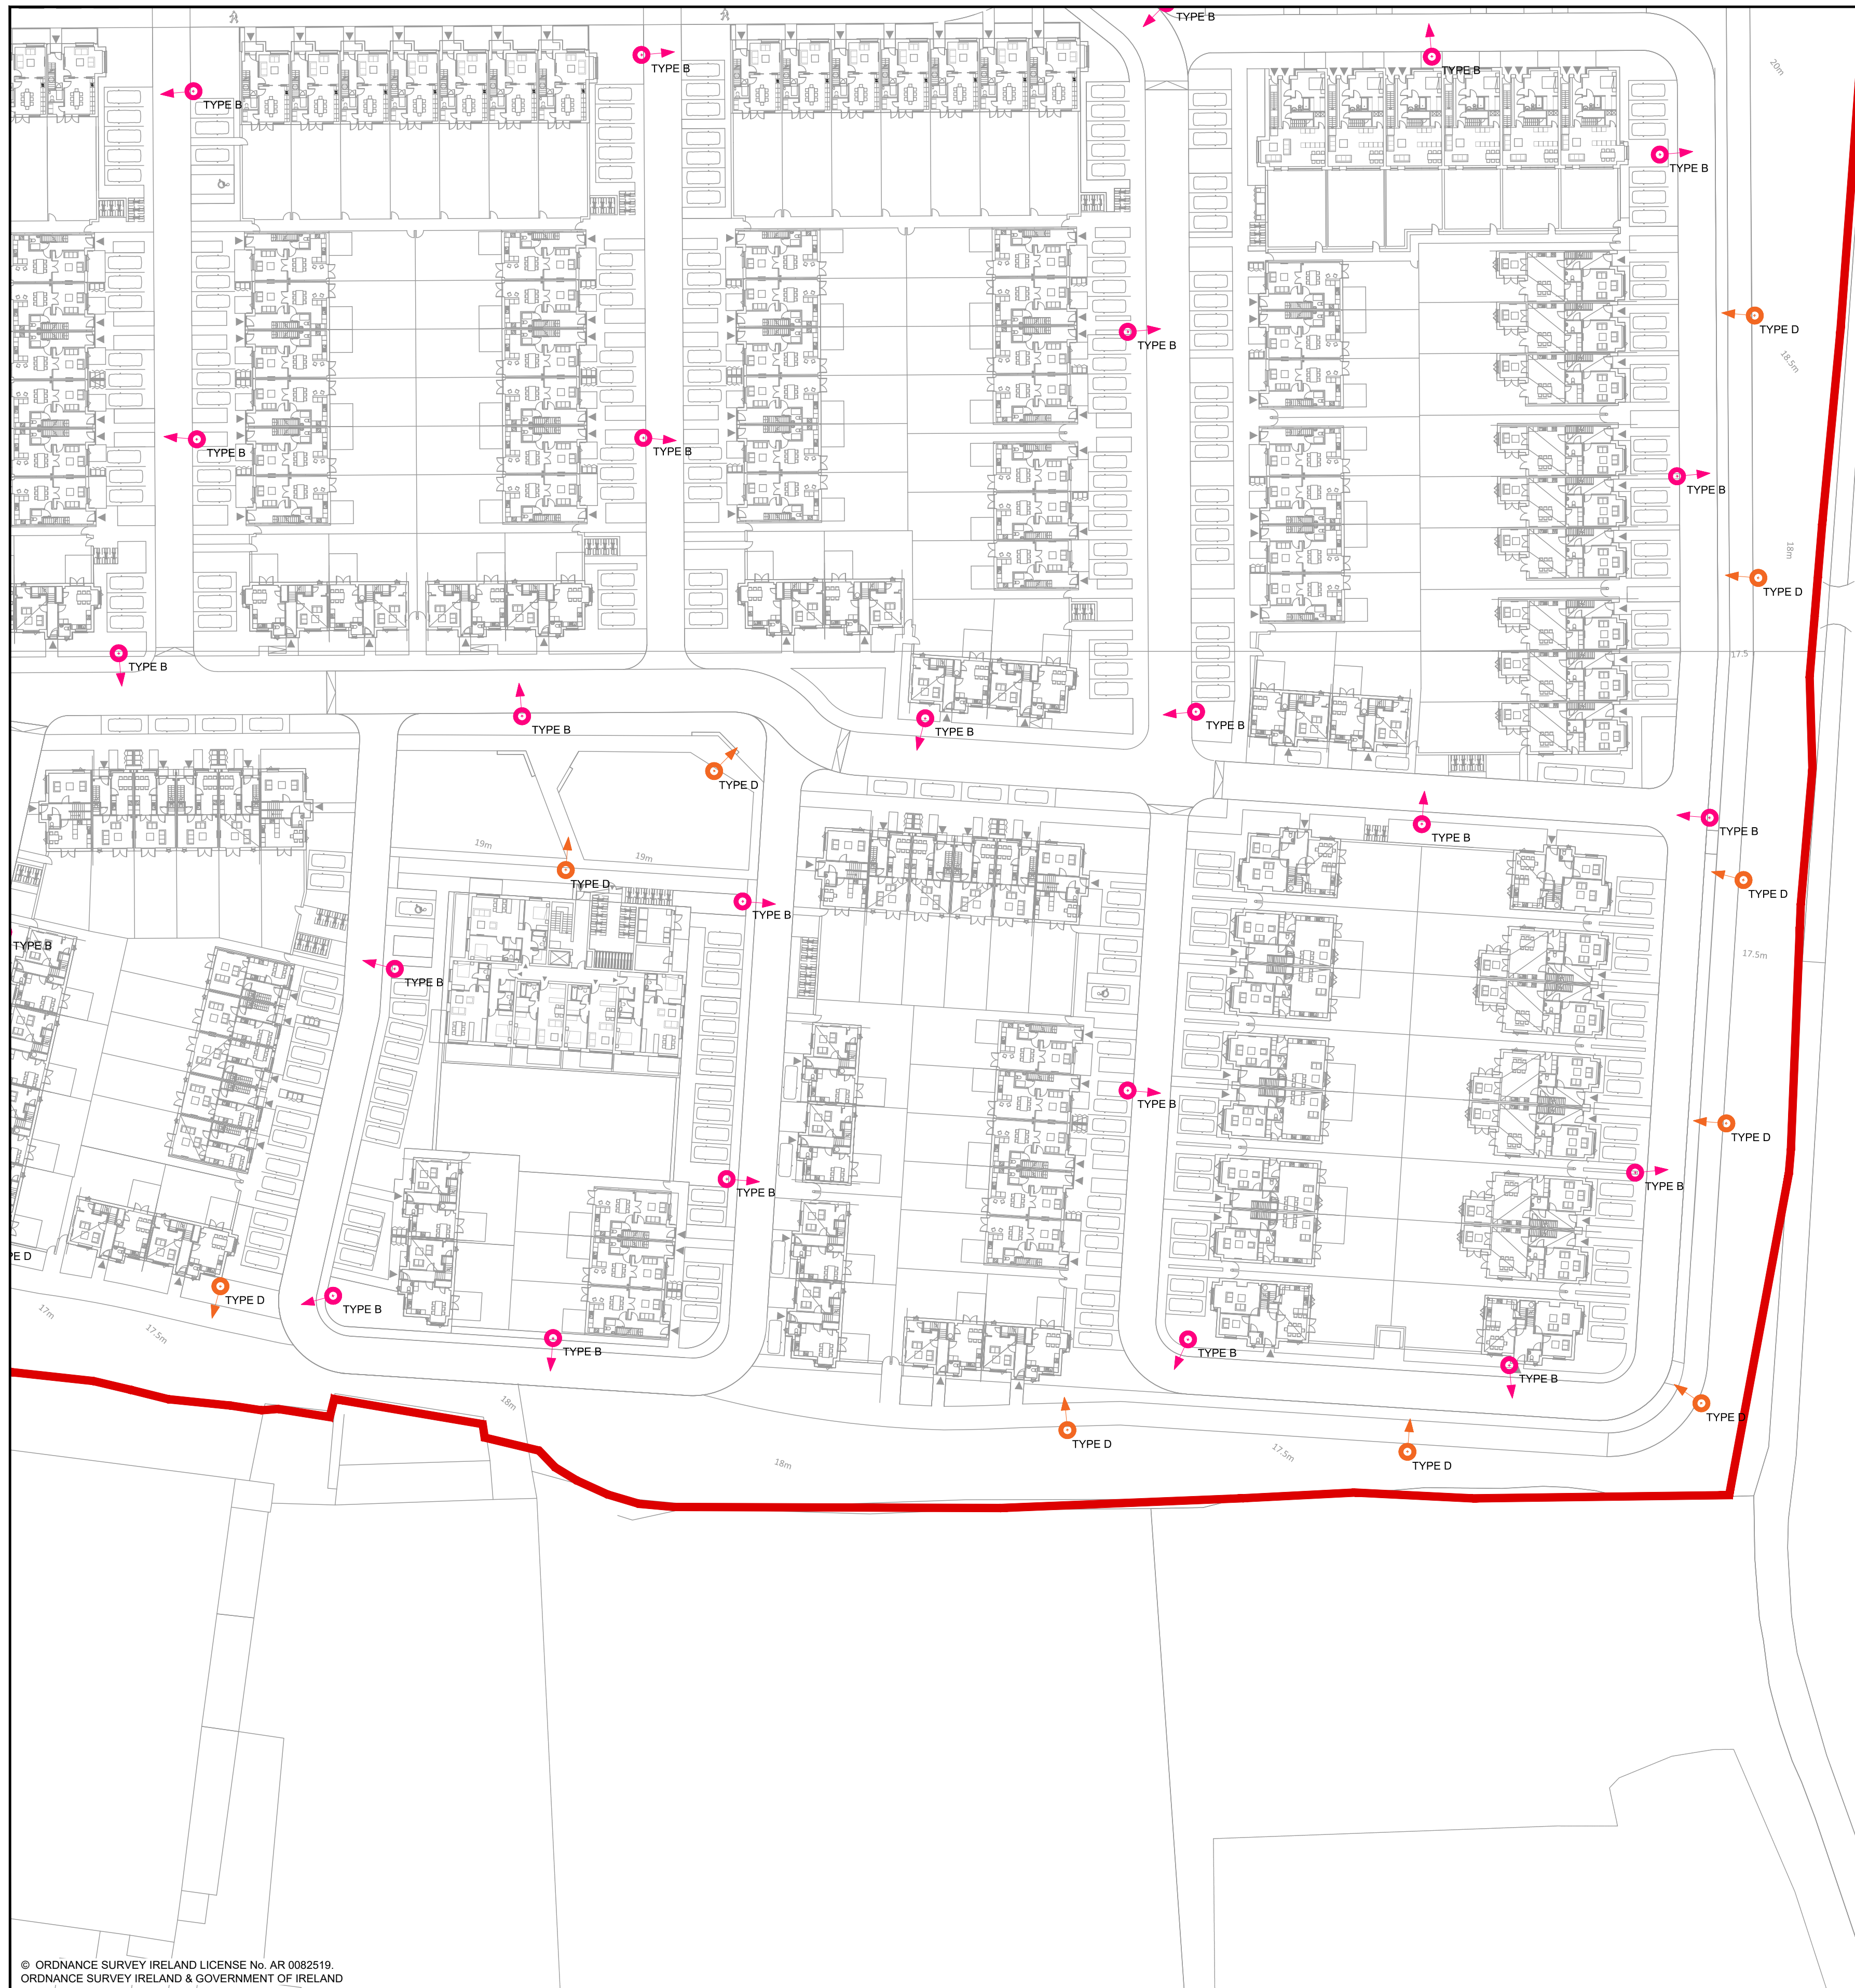 TYPE B
TYPE B
TYPE B
TYPE B
TYPE B
20m
TYPE D
TYPE B
18.5m
TYPE B
TYPE B
TYPE B
18m
TYPE D
TYPE B
17.5
TYPE B
TYPE B
TYPE B
TYPE D
TYPE B
TYPE B
19m
19m
TYPE D
TYPE D
TYPE B
TYPE B
17.5m
TYPE B
TYPE B
TYPE D
TYPE B
TYPE B
PE D
TYPE D
TYPE B
17m
17.5m
TYPE B
TYPE B
TYPE B
18m
TYPE D
TYPE D
17.5m
TYPE D
18m
© ORDNANCE SURVEY IRELAND LICENSE No. AR 0082519.
ORDNANCE SURVEY IRELAND & GOVERNMENT OF IRELAND